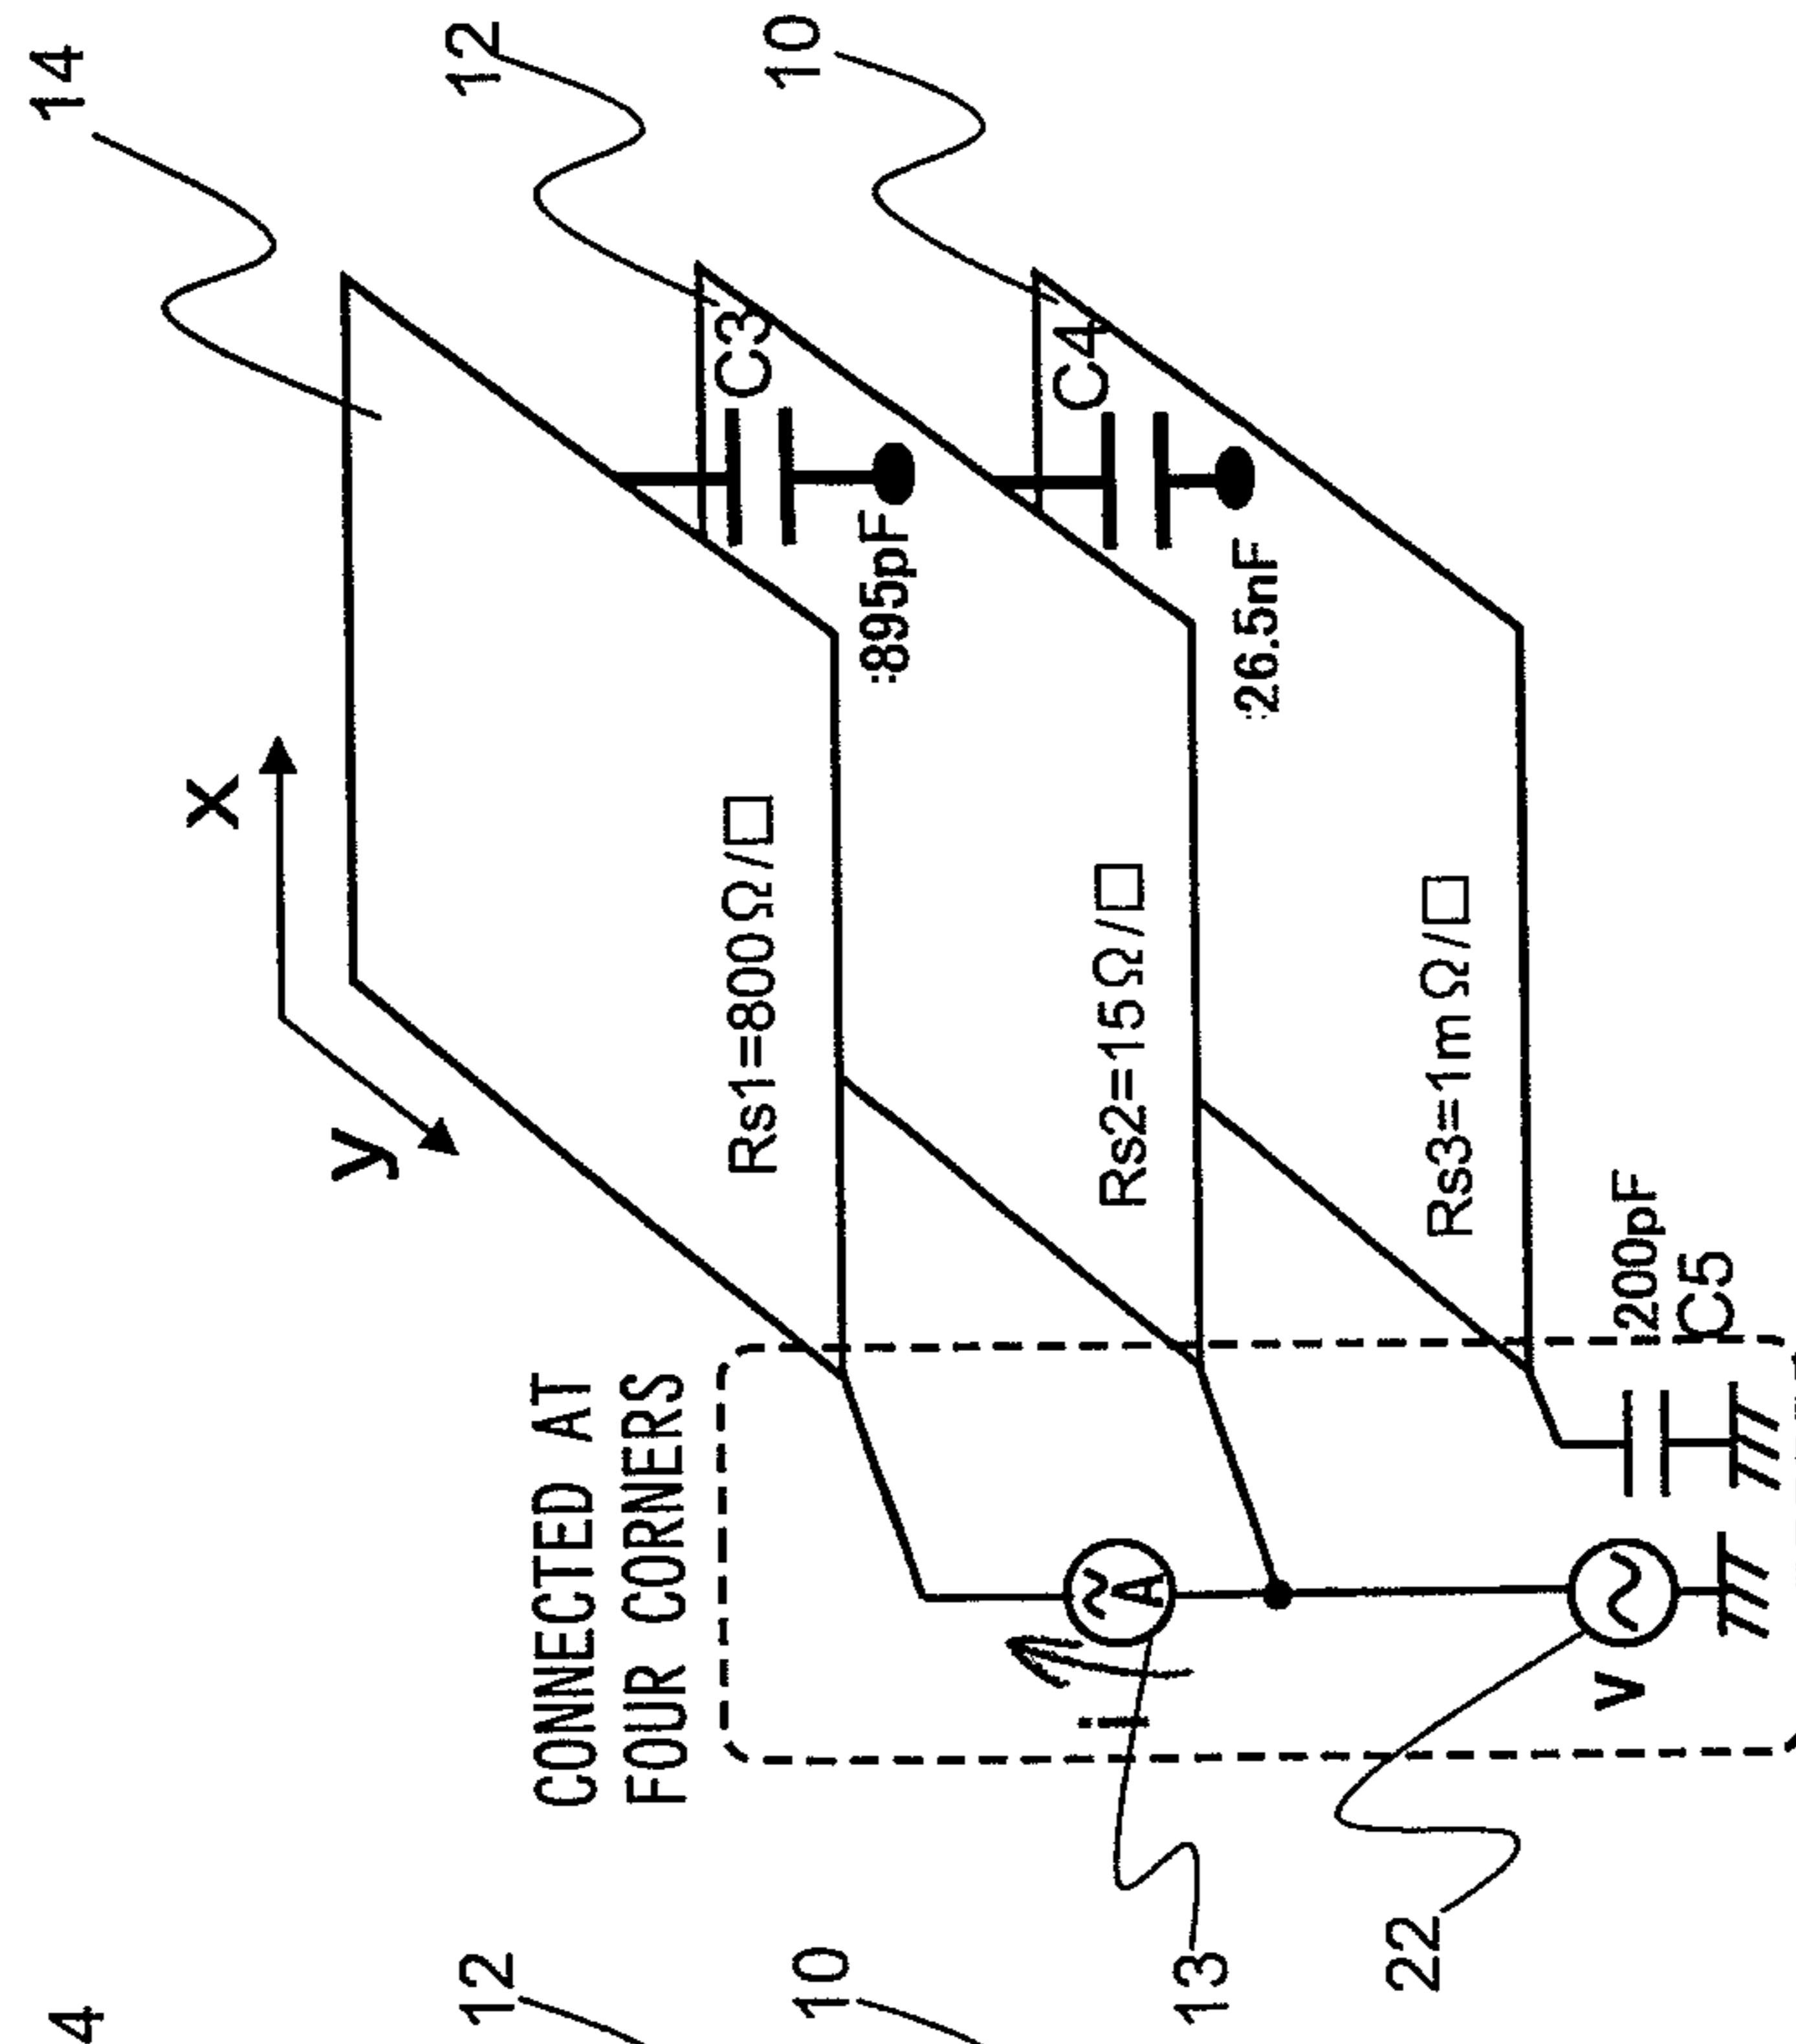 14
12
10
x
y
C3
:895pF
C4
:26.5nF
Rs1=800Ω/□
Rs2=15Ω/□
Rs3=1mΩ/□
200pF
C5
CONNECTED AT
FOUR CORNERS
A
i
V
13
22
4
12
10